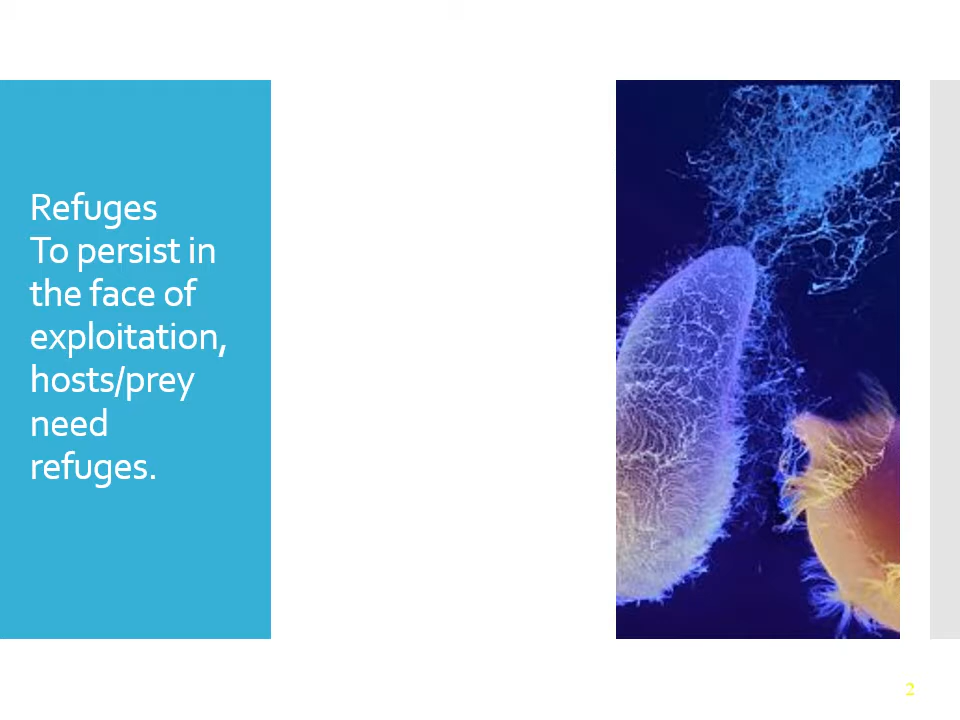 Refuges
To persist in
the face of
exploitation,
hosts/prey
need
refuges.
2